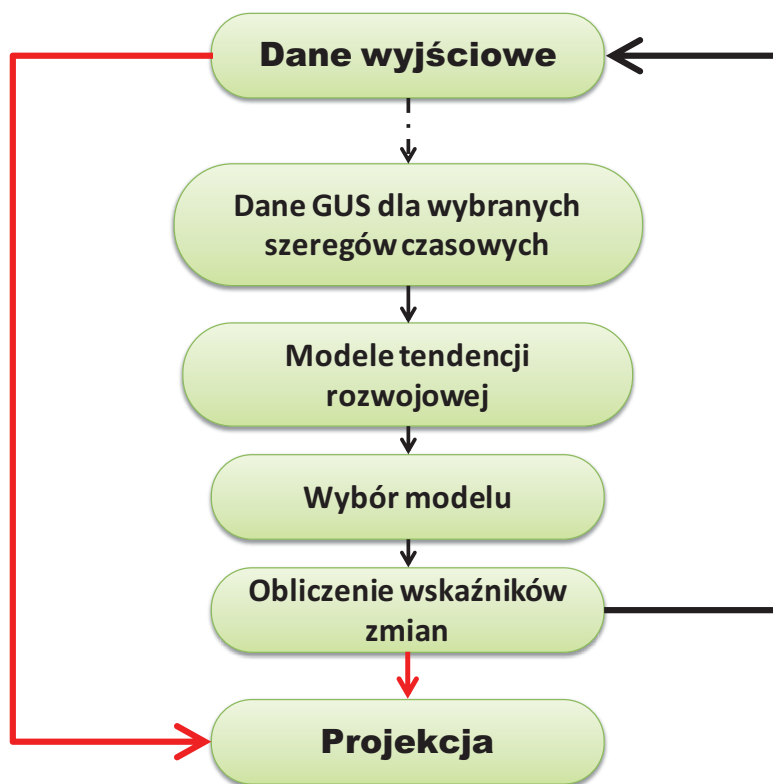 Dane wyjściowe
Dane GUS dla wybranych
szeregów czasowych
Modele tendencji
rozwojowej
Wybór modelu
Obliczenie wskaźników
zmian
Projekcja